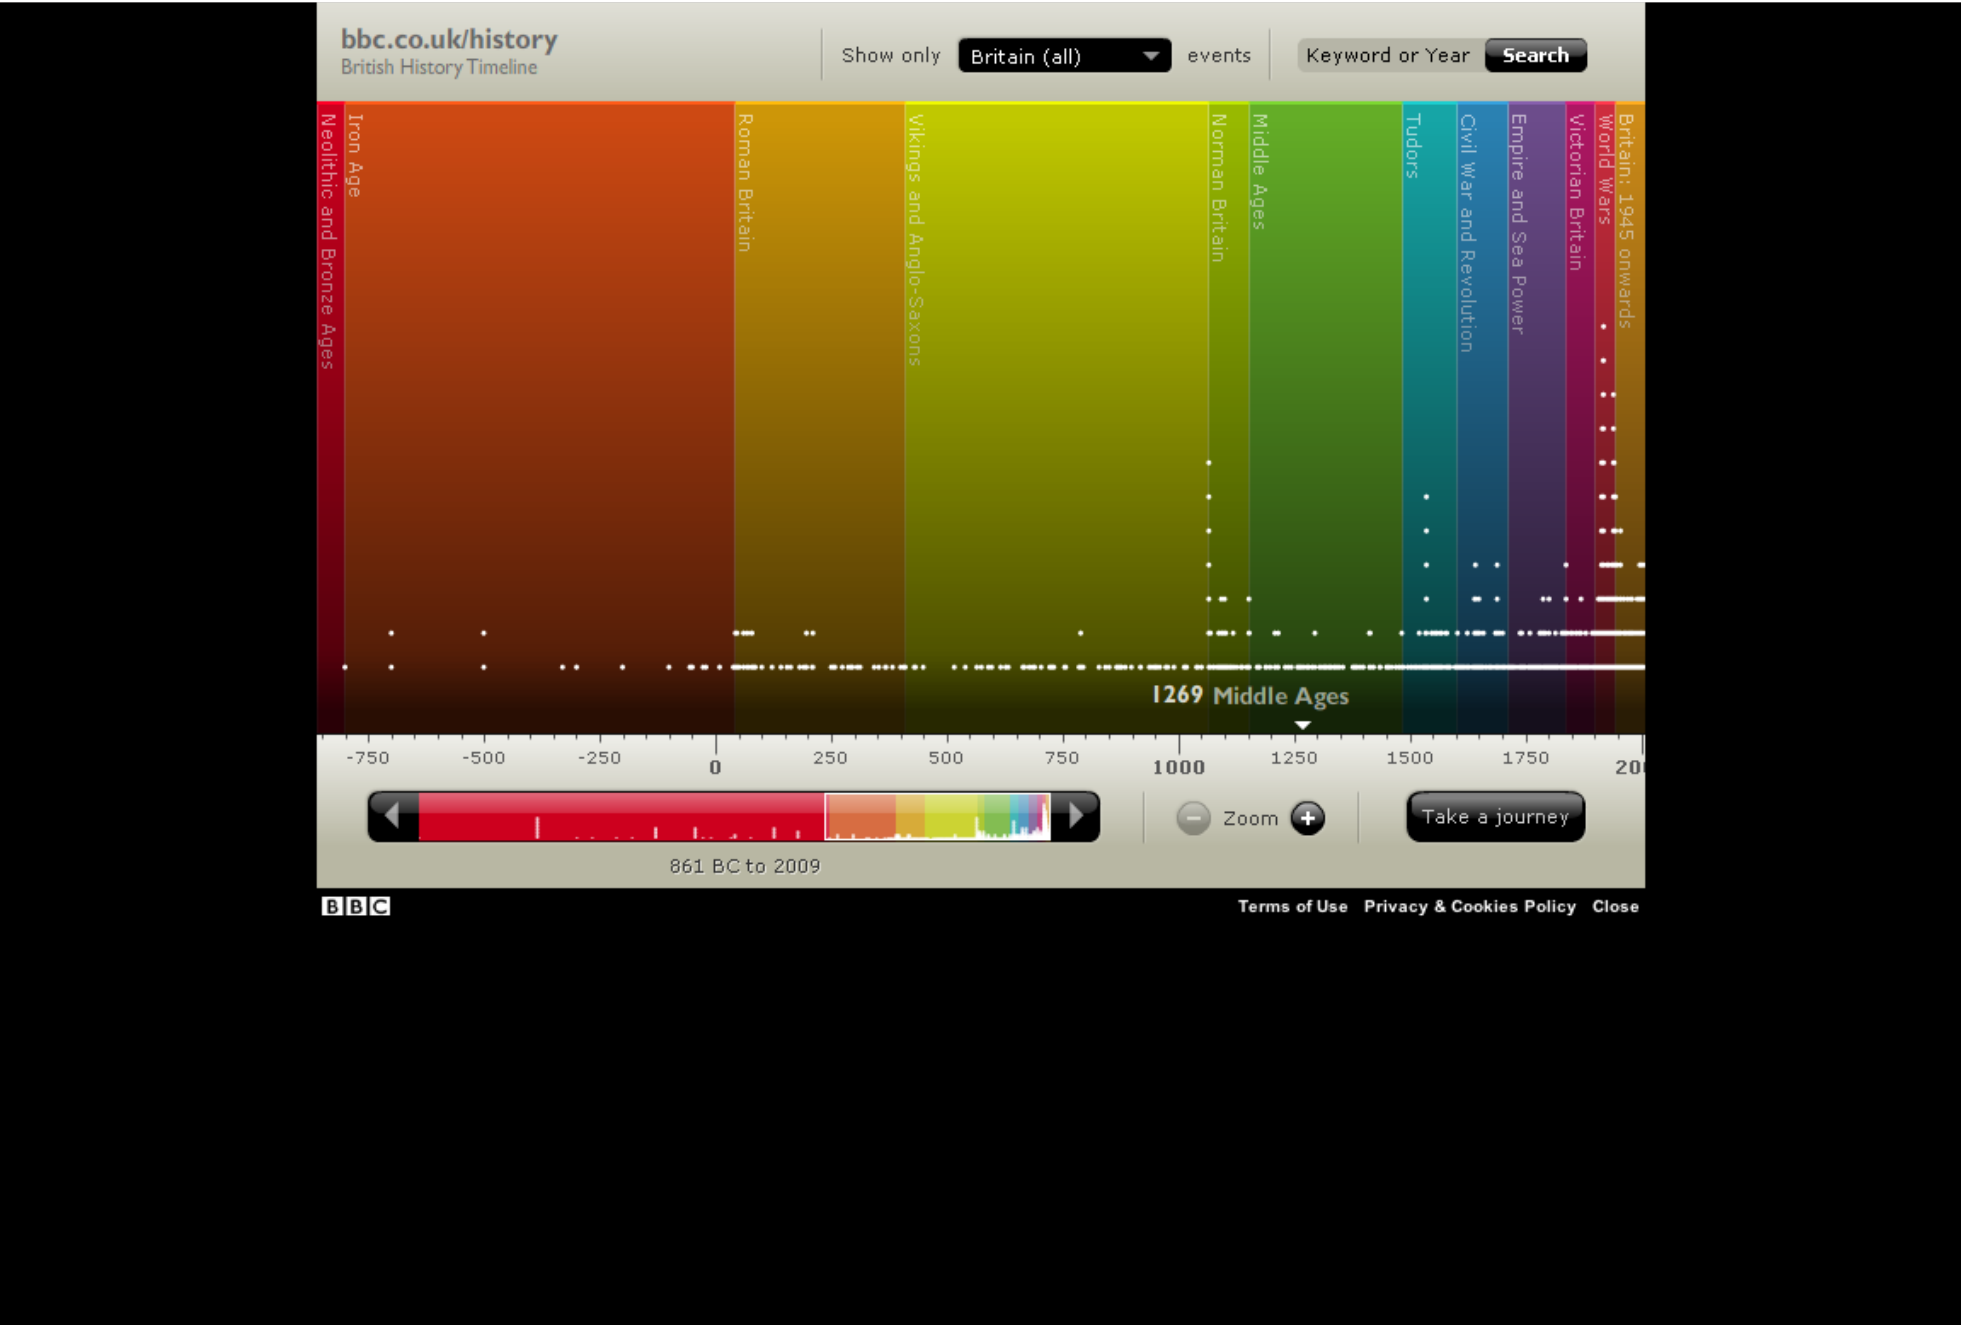 bbc.co.uk/history
British History Timeline
Show only
Britain (all)
events
Keyword or Year
Search
Neolithic and Bronze Ages
Iron Age
Roman Britain
Vikings and Anglo-Saxons
Norman Britain
Middle Ages
Tudors
Civil War and Revolution
Empire and Sea Power
Victorian Britain
World Wars
Britain: 1945 onwards
1269 Middle Ages
-750 -500 -250 0 250 500 750 1000 1250 1500 1750
Zoom
Take a journey
861 BC to 2009
BBC
Terms of Use Privacy & Cookies Policy Close